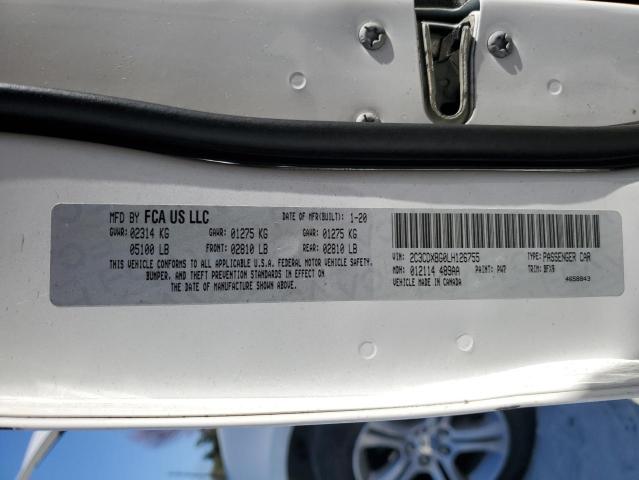 MFD BY FCA US LLC DATE OF MFR(BUILT): 1-20
GVWR: 02314 KG GAWR: 01275 KG GAWR: 01275 KG
05100 LB FRONT: 02810 LB REAR: 02810 LB
THIS VEHICLE CONFORMS TO ALL APPLICABLE U.S.A. FEDERAL MOTOR VEHICLE SAFETY,
BUMPER, AND THEFT PREVENTION STANDARDS IN EFFECT ON
THE DATE OF MANUFACTURE SHOWN ABOVE.
VIN: 2C3CDXBG0LH126755 TYPE: PASSENGER CAR
MDH: 012114 489AA PAINT: PW7 TRIM: BFX9
VEHICLE MADE IN CANADA 4658843